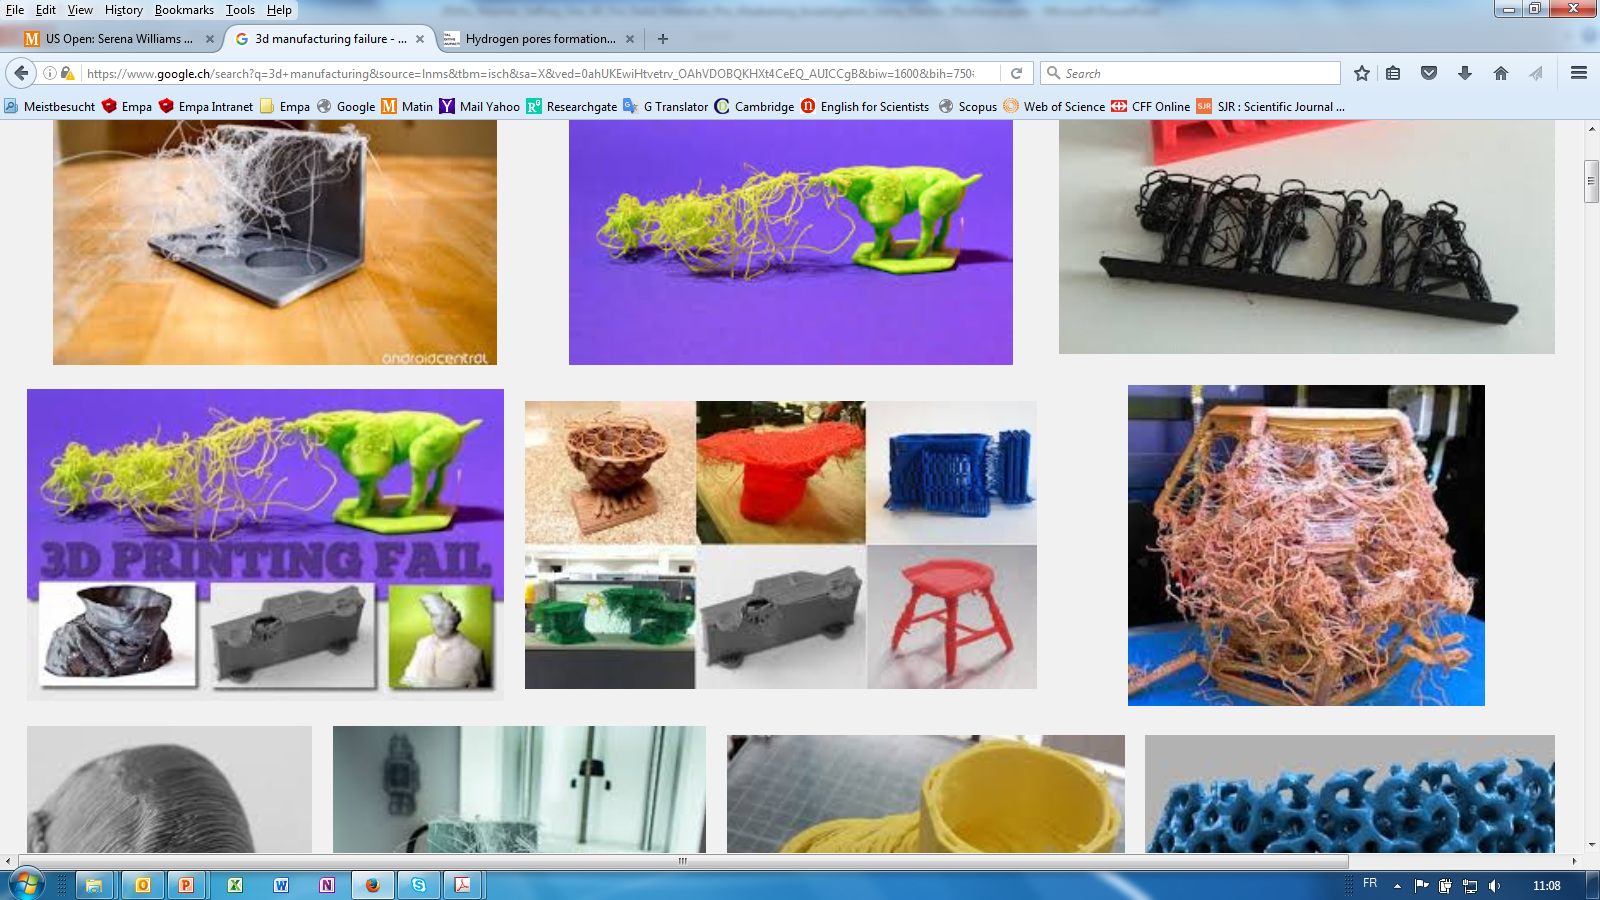 File Edit View History Bookmarks Tools Help
US Open: Serena Williams ...
3d manufacturing failure - ...
Hydrogen pores formation...
https://www.google.ch/search?q=3d+manufacturing&source=lnms&tbm=isch&sa=X&ved=0ahUKEwiHtvetrv_OAhVDOBQKHXt4CeEQ_AUICCgB&biw=1600&bih=750
Search
Meistbesucht Empa Empa Intranet Empa Google Matin Mail Yahoo Researchgate G Translator Cambridge English for Scientists Scopus Web of Science CFF Online SJR : Scientific Journal ...
androidcentral
3D PRINTING FAIL
FR 11:08